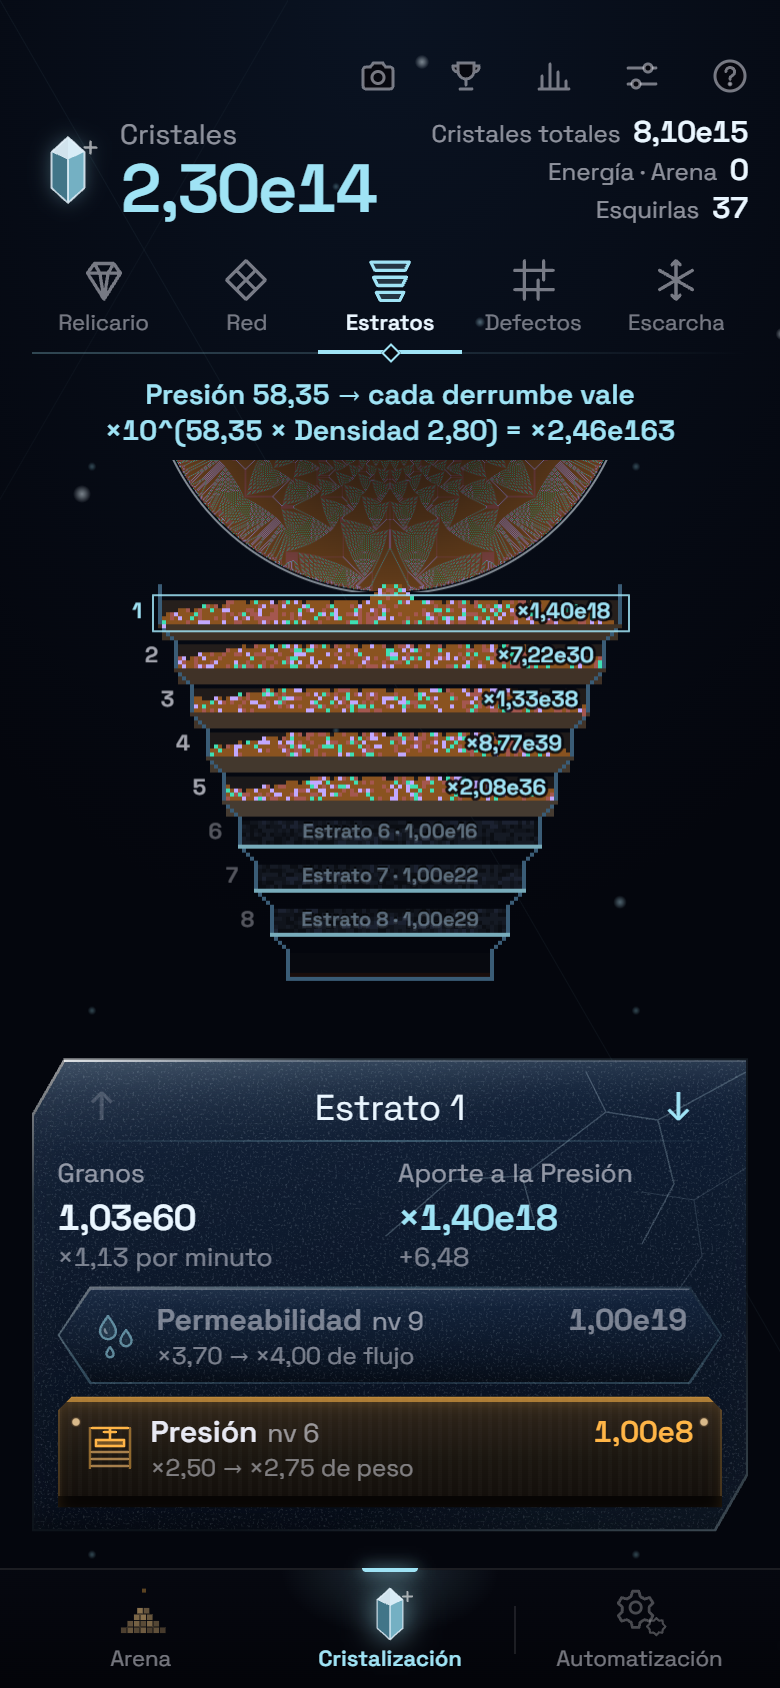 Cristales
2,30e14
Cristales totales 8,10e15
Energía · Arena 0
Esquirlas 37
Relicario
Red
Estratos
Defectos
Escarcha
Presión 58,35 → cada derrumbe vale
×10^(58,35 × Densidad 2,80) = ×2,46e163
1 ×1,40e18
2 ×7,22e30
3 ×1,33e38
4 ×8,77e39
5 ×2,08e36
6 Estrato 6 · 1,00e16
7 Estrato 7 · 1,00e22
8 Estrato 8 · 1,00e29
↑ Estrato 1 ↓
Granos
1,03e60
×1,13 por minuto
Aporte a la Presión
×1,40e18
+6,48
Permeabilidad nv 9 1,00e19
×3,70 → ×4,00 de flujo
Presión nv 6 1,00e8
×2,50 → ×2,75 de peso
Arena
Cristalización
Automatización